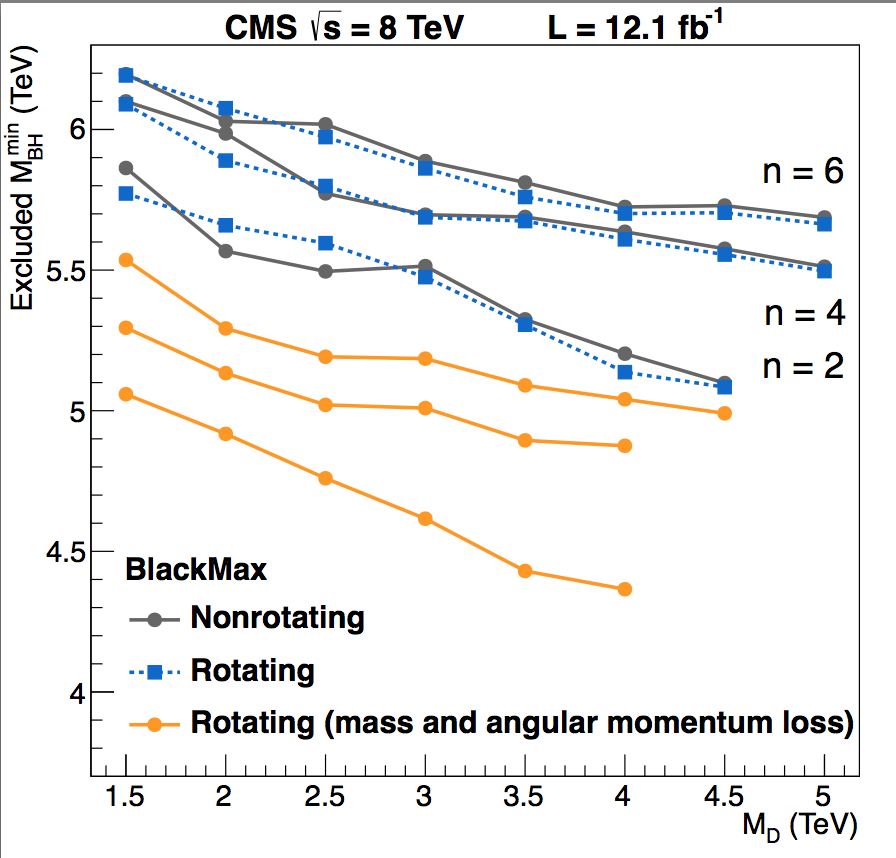 CMS √s = 8 TeV L = 12.1 fb⁻¹
Excluded M_BH^min (TeV)
6
5.5
5
4.5
4
n = 6
n = 4
n = 2
BlackMax
Nonrotating
Rotating
Rotating (mass and angular momentum loss)
1.5 2 2.5 3 3.5 4 4.5 5
M_D (TeV)